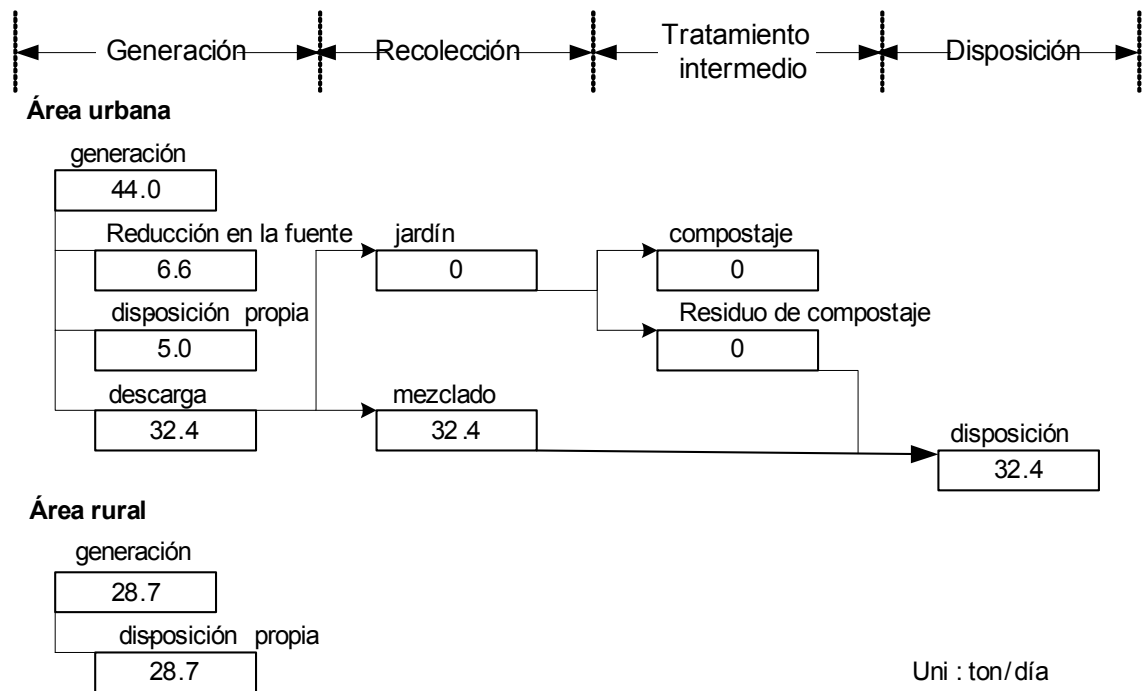 Generación
Recolección
Tratamiento
intermedio
Disposición
Área urbana
generación
44.0
Reducción en la fuente
6.6
disposición propia
5.0
descarga
32.4
jardín
0
mezclado
32.4
compostaje
0
Residuo de compostaje
0
disposición
32.4
Área rural
generación
28.7
disposición propia
28.7
Uni : ton/día